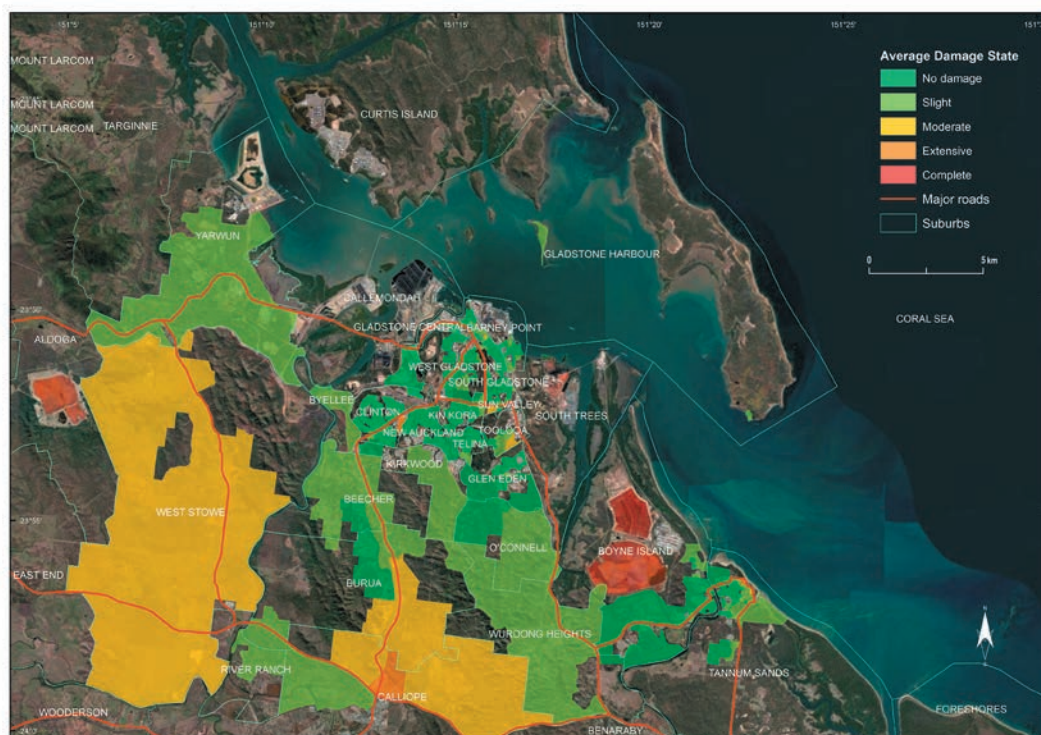 151°5'
151°10'
151°15'
151°20'
151°25'
MOUNT LARCOM
MOUNT LARCOM
MOUNT LARCOM
TARGINNIE
CURTIS ISLAND
Average Damage State
No damage
Slight
Moderate
Extensive
Complete
Major roads
Suburbs
0
5 km
YARWUN
GLADSTONE HARBOUR
CALLEMONDAH
23°50'
ALDOGA
GLADSTONE CENTRAL
BARNEY POINT
CORAL SEA
WEST GLADSTONE
SOUTH GLADSTONE
BYELLEE
CLINTON
KIN KORA
SUN VALLEY
SOUTH TREES
NEW AUCKLAND
TOOLOOA
TELINA
KIRKWOOD
GLEN EDEN
BEECHER
WEST STOWE
23°55'
O'CONNELL
BOYNE ISLAND
EAST END
BURUA
WURDONG HEIGHTS
RIVER RANCH
TANNUM SANDS
CALLIOPE
WOODERSON
FORESHORES
BENARABY